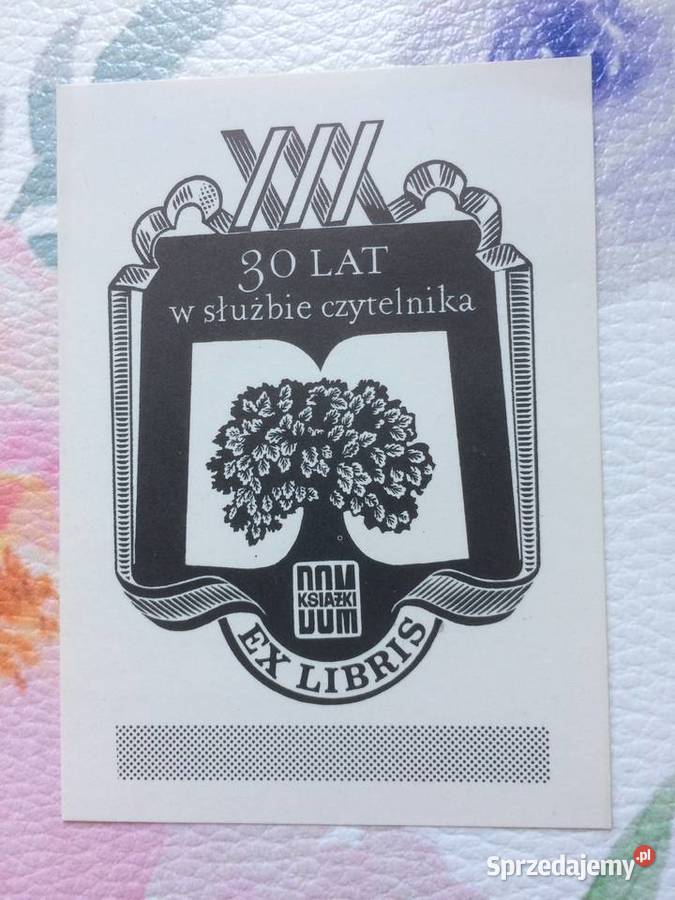 XXX
30 LAT
w służbie czytelnika
DOM
KSIĄŻKI
DOM
EX LIBRIS
Sprzedajemy.pl